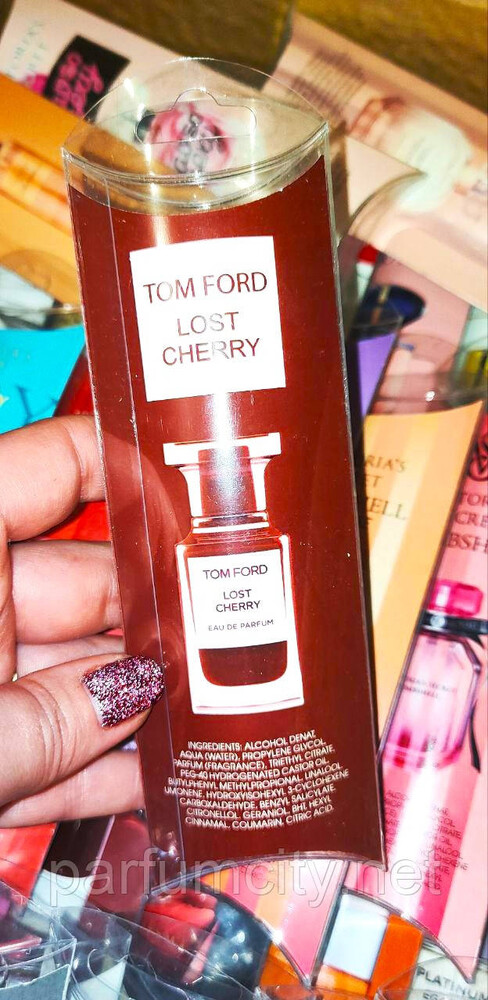 TOM FORD
LOST
CHERRY
TOM FORD
LOST
CHERRY
EAU DE PARFUM
INGREDIENTS: ALCOHOL DENAT,
AQUA (WATER), PROPYLENE GLYCOL,
PARFUM (FRAGRANCE), TRIETHYL CITRATE,
PEG-40 HYDROGENATED CASTOR OIL,
BUTYLPHENYL METHYLPROPIONAL, LINALOOL,
LIMONENE, HYDROXYISOHEXYL 3-CYCLOHEXENE
CARBOXALDEHYDE, BENZYL SALICYLATE,
CITRONELLOL, GERANIOL, BHT, HEXYL
CINNAMAL, COUMARIN, CITRIC ACID.
parfumcity.net
PLATINUM